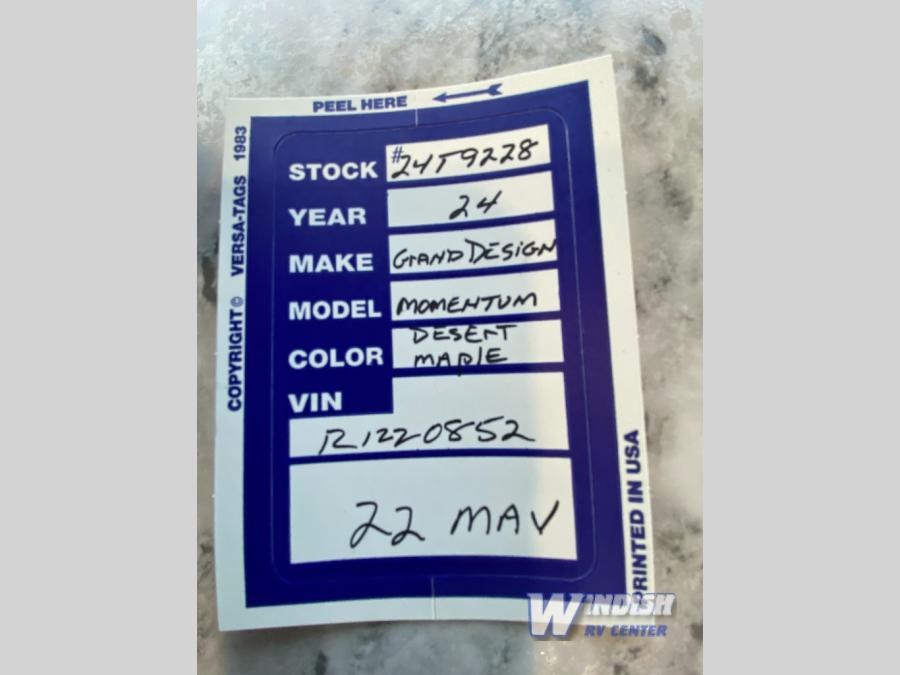 PEEL HERE
COPYRIGHT © VERSA-TAGS 1983
STOCK #24T9228
YEAR 24
MAKE GRAND DESIGN
MODEL MOMENTUM
COLOR DESERT
MAPLE
VIN
R1220852
22 MAV
PRINTED IN USA
WINDISH
RV CENTER